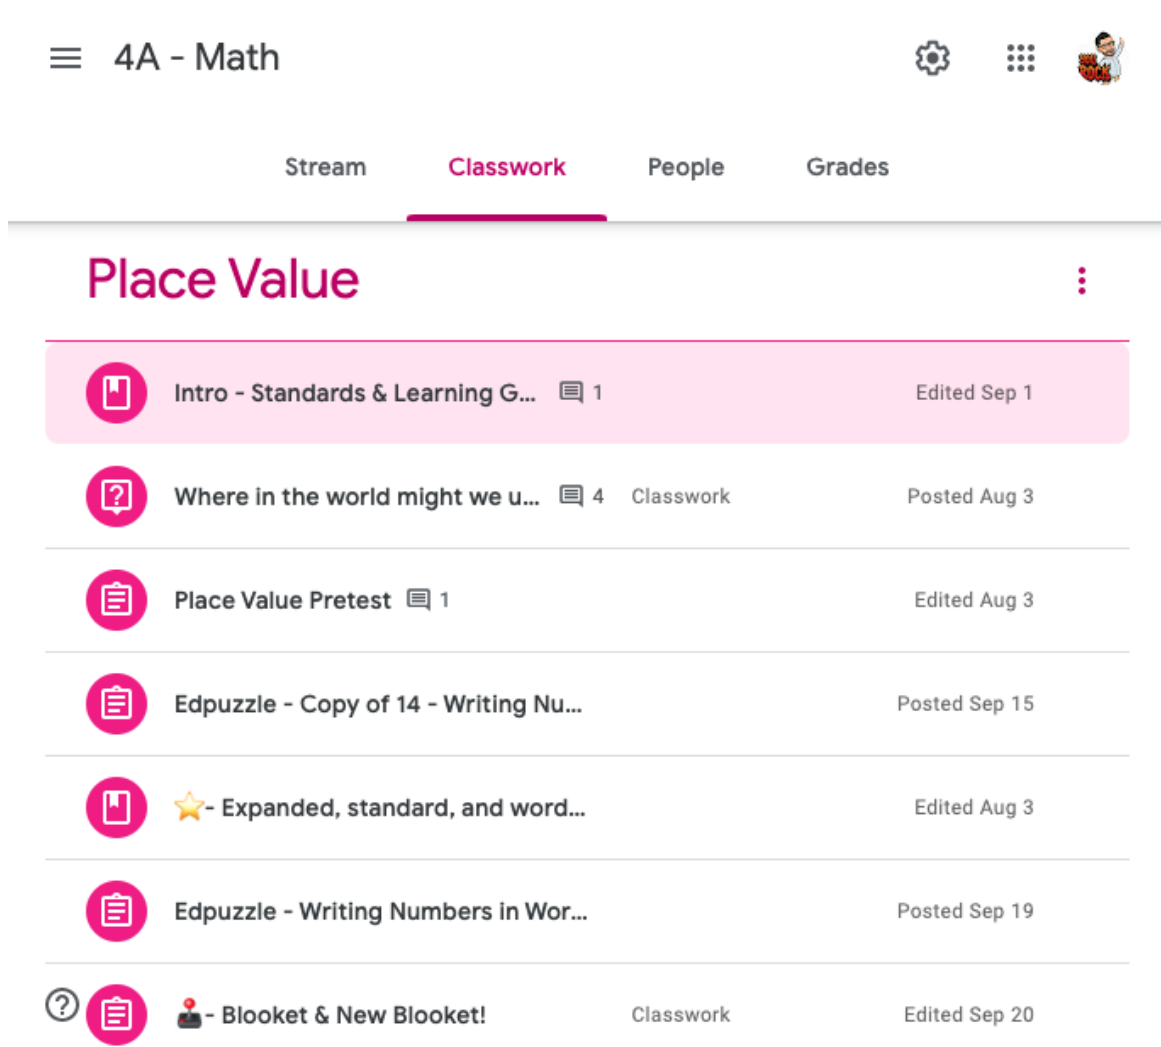 4A - Math
Stream Classwork People Grades
Place Value
Intro - Standards & Learning G... 1 Edited Sep 1
Where in the world might we u... 4 Classwork Posted Aug 3
Place Value Pretest 1 Edited Aug 3
Edpuzzle - Copy of 14 - Writing Nu... Posted Sep 15
⭐- Expanded, standard, and word... Edited Aug 3
Edpuzzle - Writing Numbers in Wor... Posted Sep 19
🕹️- Blooket & New Blooket! Classwork Edited Sep 20